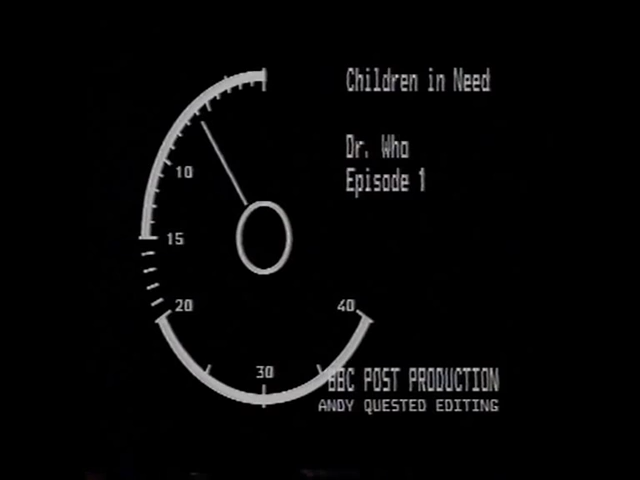 Children in Need
Dr. Who
Episode 1
10
15
20
40
30
BBC POST PRODUCTION
ANDY QUESTED EDITING